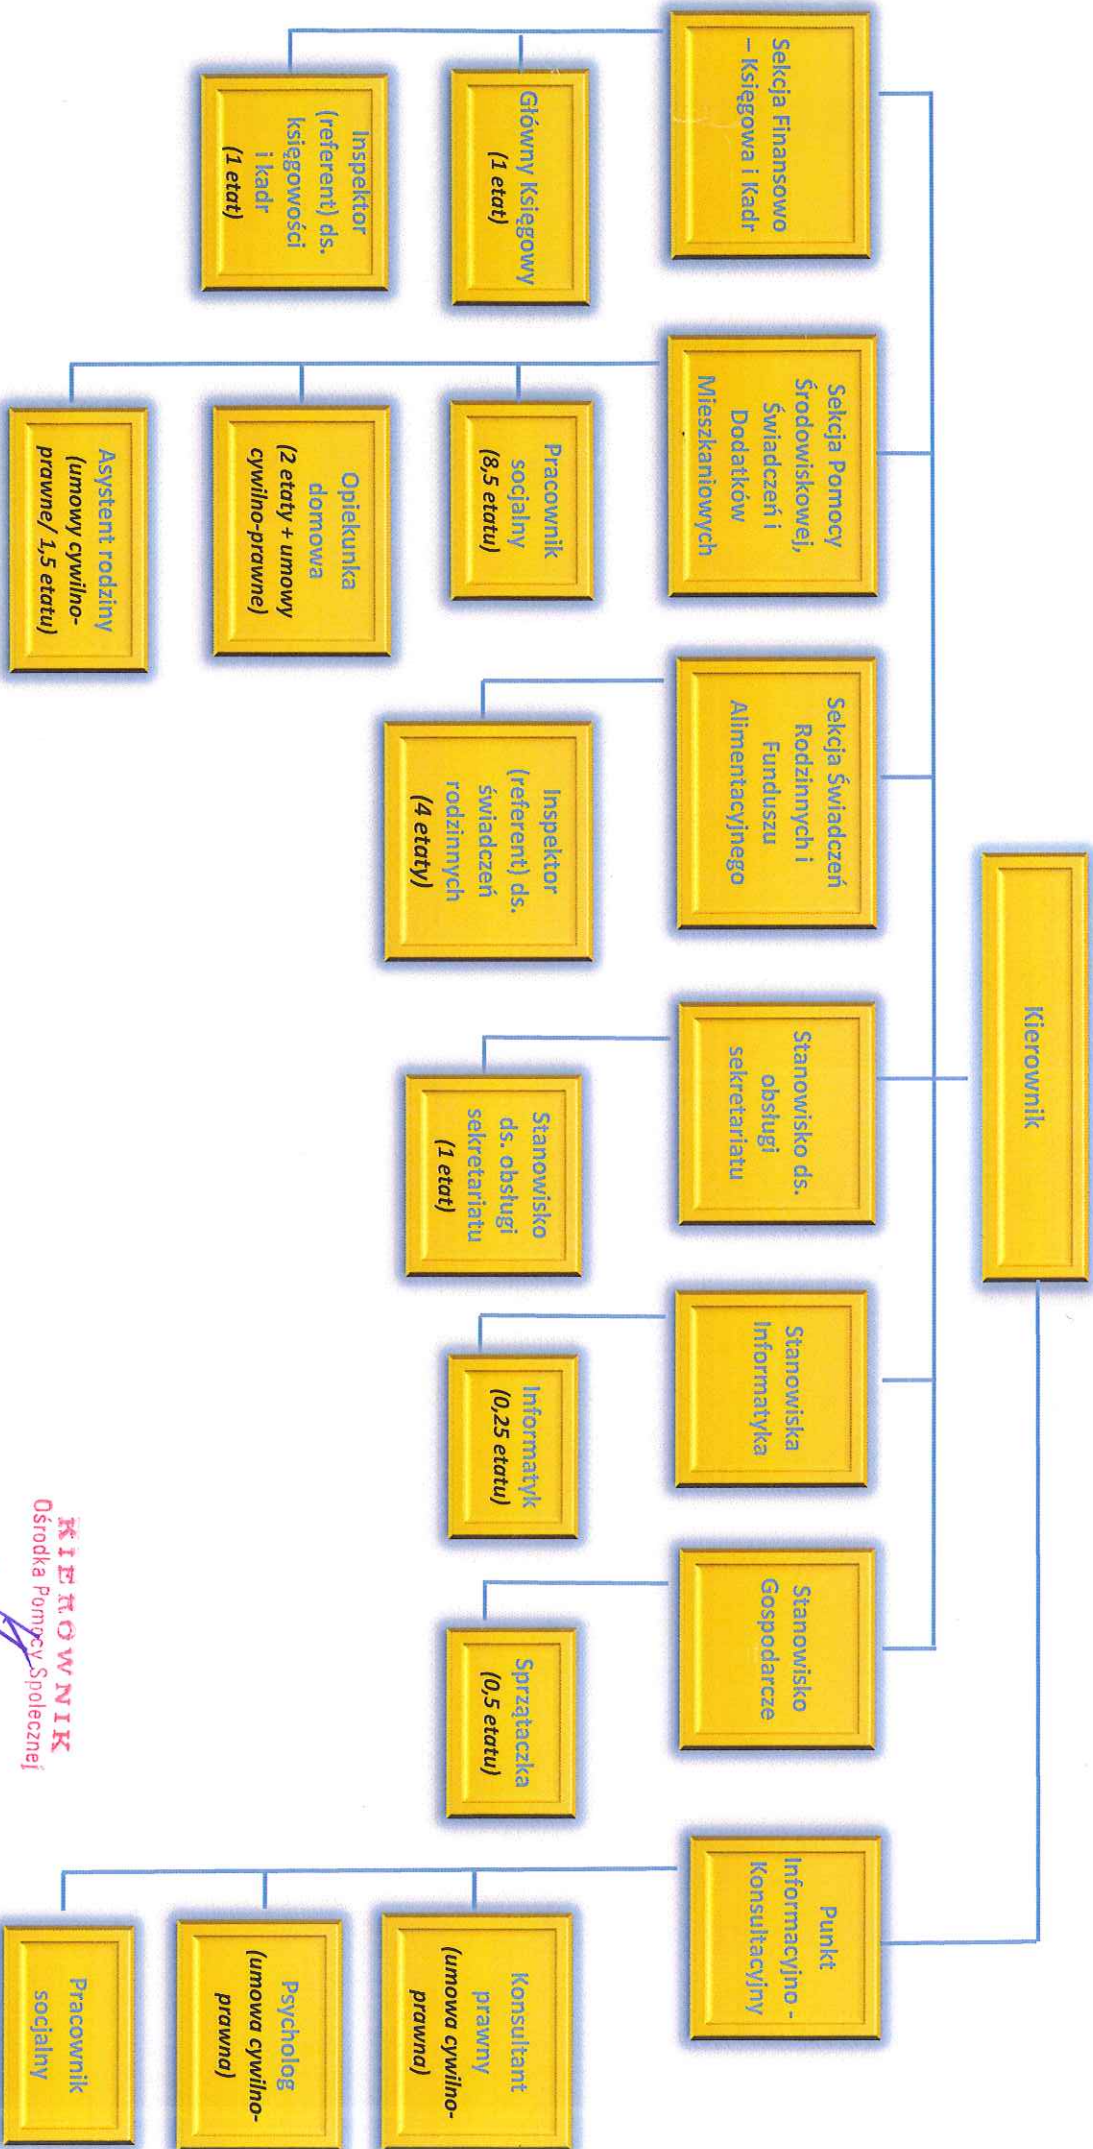 Kierownik
Sekcja Finansowo
– Księgowa i Kadr
Główny Księgowy
(1 etat)
Inspektor
(referent) ds.
księgowości
i kadr
(1 etat)
Sekcja Pomocy
Środowiskowej,
Świadczeń i
Dodatków
Mieszkaniowych
Pracownik
socjalny
(8,5 etatu)
Opiekunka
domowa
(2 etaty + umowy
cywilno-prawne)
Asystent rodziny
(umowy cywilno-
prawne/ 1,5 etatu)
Sekcja Świadczeń
Rodzinnych i
Funduszu
Alimentacyjnego
Inspektor
(referent) ds.
świadczeń
rodzinnych
(4 etaty)
Stanowisko ds.
obsługi
sekretariatu
Stanowisko
ds. obsługi
sekretariatu
(1 etat)
Stanowiska
Informatyka
Informatyk
(0,25 etatu)
Stanowisko
Gospodarcze
Sprzątaczka
(0,5 etatu)
Punkt
Informacyjno -
Konsultacyjny
Konsultant
prawny
(umowa cywilno-
prawna)
Psycholog
(umowa cywilno-
prawna)
Pracownik
socjalny
KIEROWNIK
Ośrodka Pomocy Społecznej